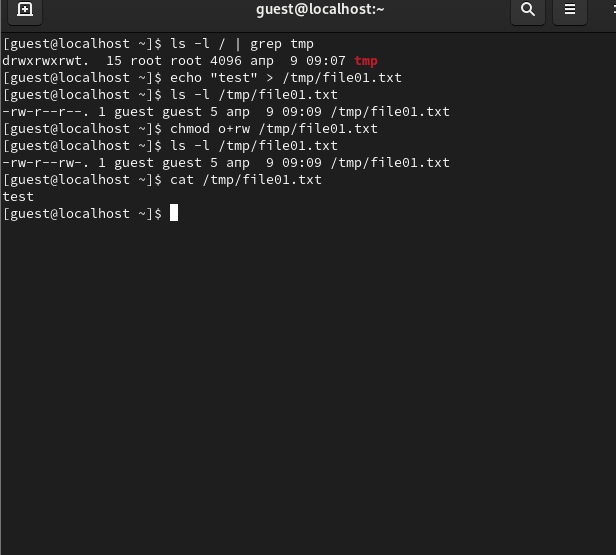 guest@localhost:~
[guest@localhost ~]$ ls -l / | grep tmp
drwxrwxrwt.  15 root root 4096 апр  9 09:07 tmp
[guest@localhost ~]$ echo "test" > /tmp/file01.txt
[guest@localhost ~]$ ls -l /tmp/file01.txt
-rw-r--r--. 1 guest guest 5 апр  9 09:09 /tmp/file01.txt
[guest@localhost ~]$ chmod o+rw /tmp/file01.txt
[guest@localhost ~]$ ls -l /tmp/file01.txt
-rw-r--rw-. 1 guest guest 5 апр  9 09:09 /tmp/file01.txt
[guest@localhost ~]$ cat /tmp/file01.txt
test
[guest@localhost ~]$